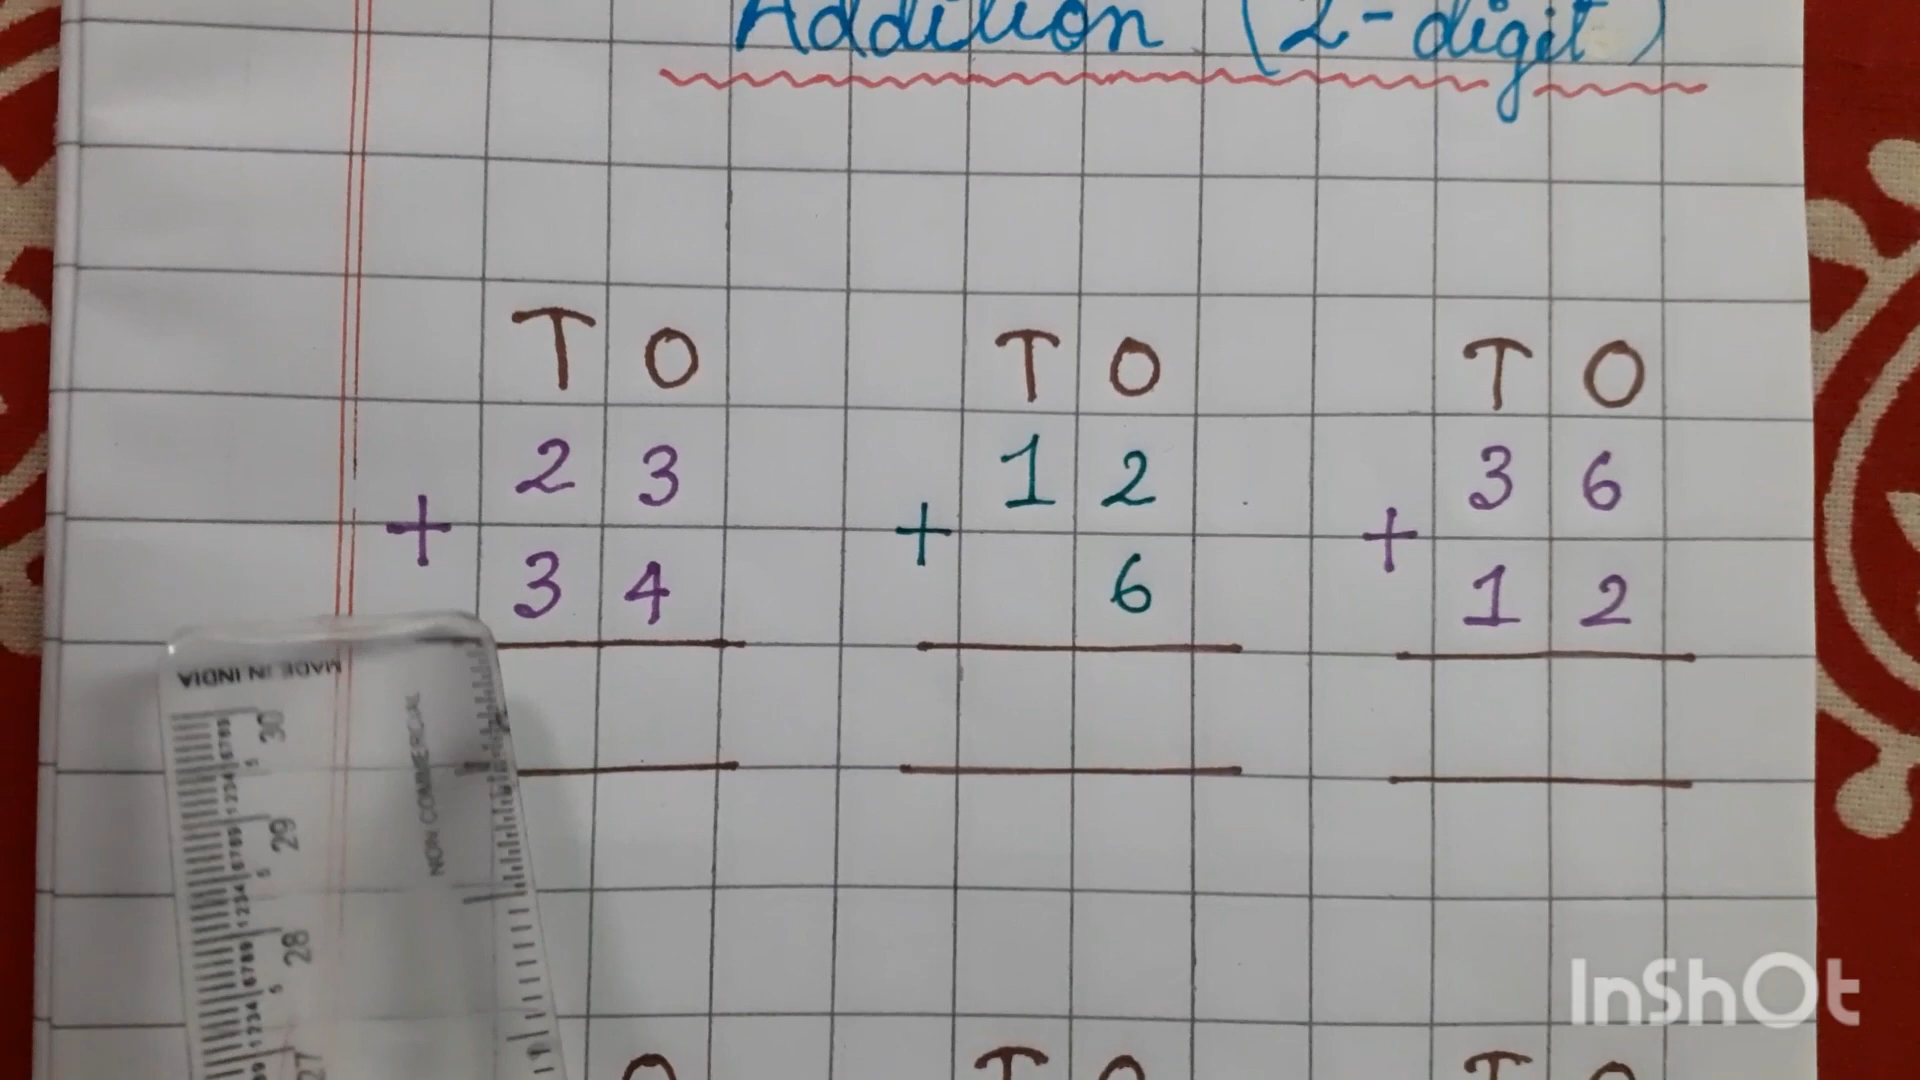 Addition (2-digit)
T O T O T O
2 3 1 2 3 6
+ + +
3 4 6 1 2
MADE IN INDIA
NON COMMERCIAL
30
29
28
27
O T O T O
InShOt